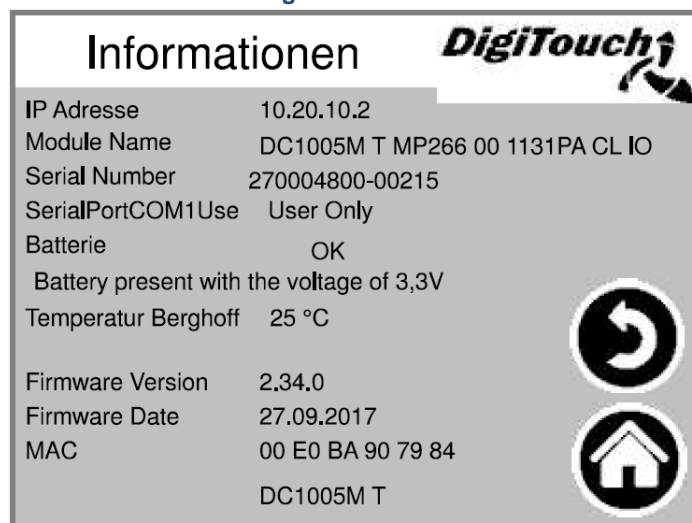 Informationen
DigiTouch
IP Adresse 10.20.10.2
Module Name DC1005M T MP266 00 1131PA CL IO
Serial Number 270004800-00215
SerialPortCOM1Use User Only
Batterie OK
Battery present with the voltage of 3,3V
Temperatur Berghoff 25 °C
Firmware Version 2.34.0
Firmware Date 27.09.2017
MAC 00 E0 BA 90 79 84
DC1005M T